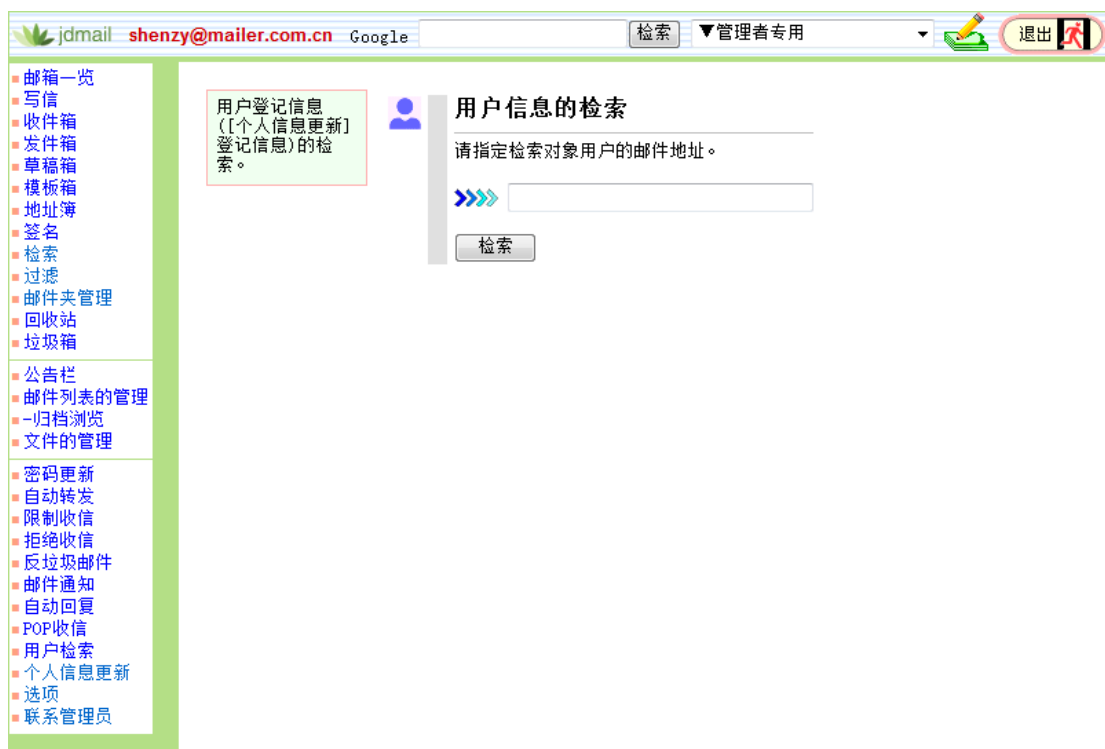 jdmail shenzy@mailer.com.cn Google 检索 ▼管理者专用 退出
邮箱一览
写信
收件箱
发件箱
草稿箱
模板箱
地址簿
签名
检索
过滤
邮件夹管理
回收站
垃圾箱
公告栏
邮件列表的管理
-归档浏览
文件的管理
密码更新
自动转发
限制收信
拒绝收信
反垃圾邮件
邮件通知
自动回复
POP收信
用户检索
个人信息更新
选项
联系管理员
用户登记信息
([个人信息更新]
登记信息)的检
索。
用户信息的检索
请指定检索对象用户的邮件地址。
检索